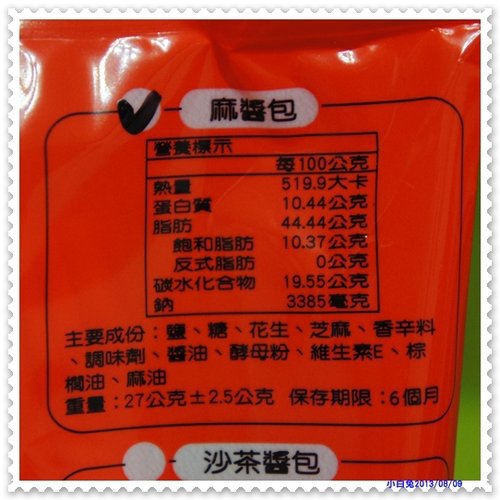 麻醬包
營養標示
每100公克
熱量 519.9大卡
蛋白質 10.44公克
脂肪 44.44公克
飽和脂肪 10.37公克
反式脂肪 0公克
碳水化合物 19.55公克
鈉 3385毫克
主要成份:鹽、糖、花生、芝麻、香辛料
、調味劑、醬油、酵母粉、維生素E、棕
櫚油、麻油
重量:27公克±2.5公克 保存期限:6個月
沙茶醬包
小白兔2013/08/09